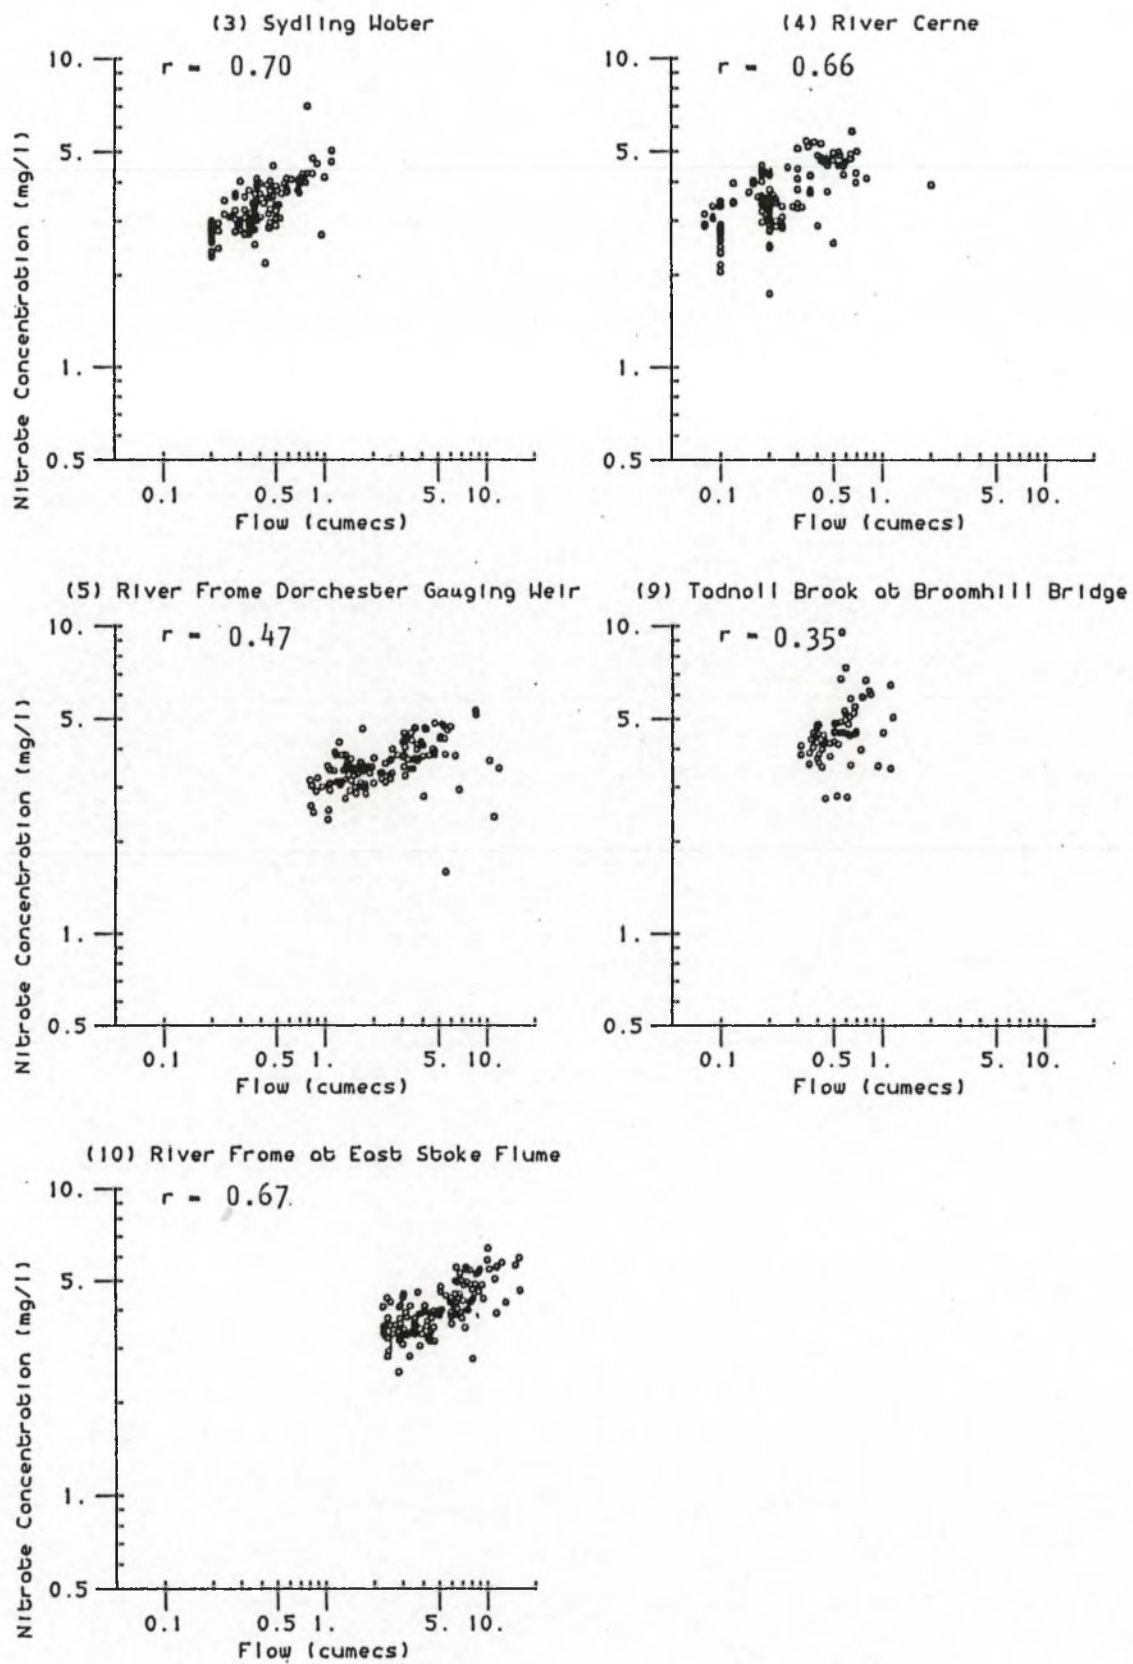 (3) Sydling Water
r = 0.70
10.
5.
1.
0.5
0.1 0.5 1. 5. 10.
Flow (cumecs)
Nitrate Concentration (mg/l)
(4) River Cerne
r = 0.66
10.
5.
1.
0.5
0.1 0.5 1. 5. 10.
Flow (cumecs)
(5) River Frome Dorchester Gauging Weir
r = 0.47
10.
5.
1.
0.5
0.1 0.5 1. 5. 10.
Flow (cumecs)
Nitrate Concentration (mg/l)
(9) Tadnoll Brook at Broomhill Bridge
r = 0.35
10.
5.
1.
0.5
0.1 0.5 1. 5. 10.
Flow (cumecs)
(10) River Frome at East Stoke Flume
r = 0.67
10.
5.
1.
0.5
0.1 0.5 1. 5. 10.
Flow (cumecs)
Nitrate Concentration (mg/l)